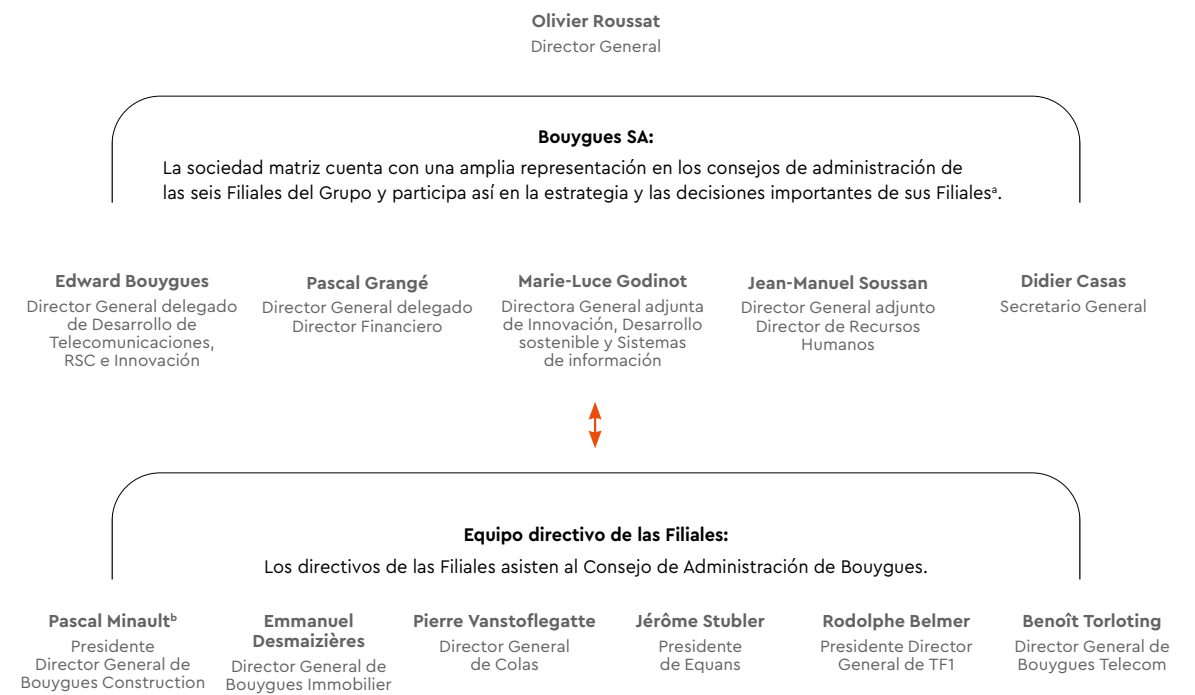 Olivier Roussat
Director General
Bouygues SA:
La sociedad matriz cuenta con una amplia representación en los consejos de administración de
las seis Filiales del Grupo y participa así en la estrategia y las decisiones importantes de sus Filialesª.
Edward Bouygues
Director General delegado
de Desarrollo de
Telecomunicaciones,
RSC e Innovación
Pascal Grangé
Director General delegado
Director Financiero
Marie-Luce Godinot
Directora General adjunta
de Innovación, Desarrollo
sostenible y Sistemas
de información
Jean-Manuel Soussan
Director General adjunto
Director de Recursos
Humanos
Didier Casas
Secretario General
Equipo directivo de las Filiales:
Los directivos de las Filiales asisten al Consejo de Administración de Bouygues.
Pascal Minaultᵇ
Presidente
Director General de
Bouygues Construction
Emmanuel
Desmaizières
Director General de
Bouygues Immobilier
Pierre Vanstoflegatte
Director General
de Colas
Jérôme Stubler
Presidente
de Equans
Rodolphe Belmer
Presidente Director
General de TF1
Benoît Torloting
Director General de
Bouygues Telecom